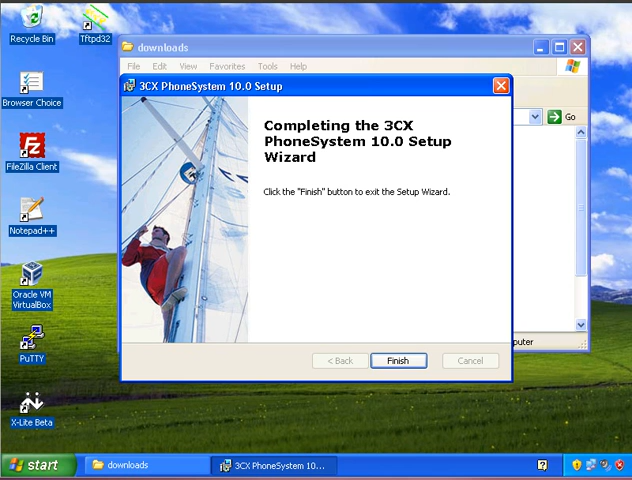 Recycle Bin
Tftpd32
Browser Choice
FileZilla Client
Notepad++
Oracle VM
VirtualBox
PuTTY
X-Lite Beta
downloads
File Edit View Favorites Tools Help
Go
3CX PhoneSystem 10.0 Setup
Completing the 3CX
PhoneSystem 10.0 Setup
Wizard
Click the "Finish" button to exit the Setup Wizard.
< Back Finish Cancel
puter
start downloads 3CX PhoneSystem 10...